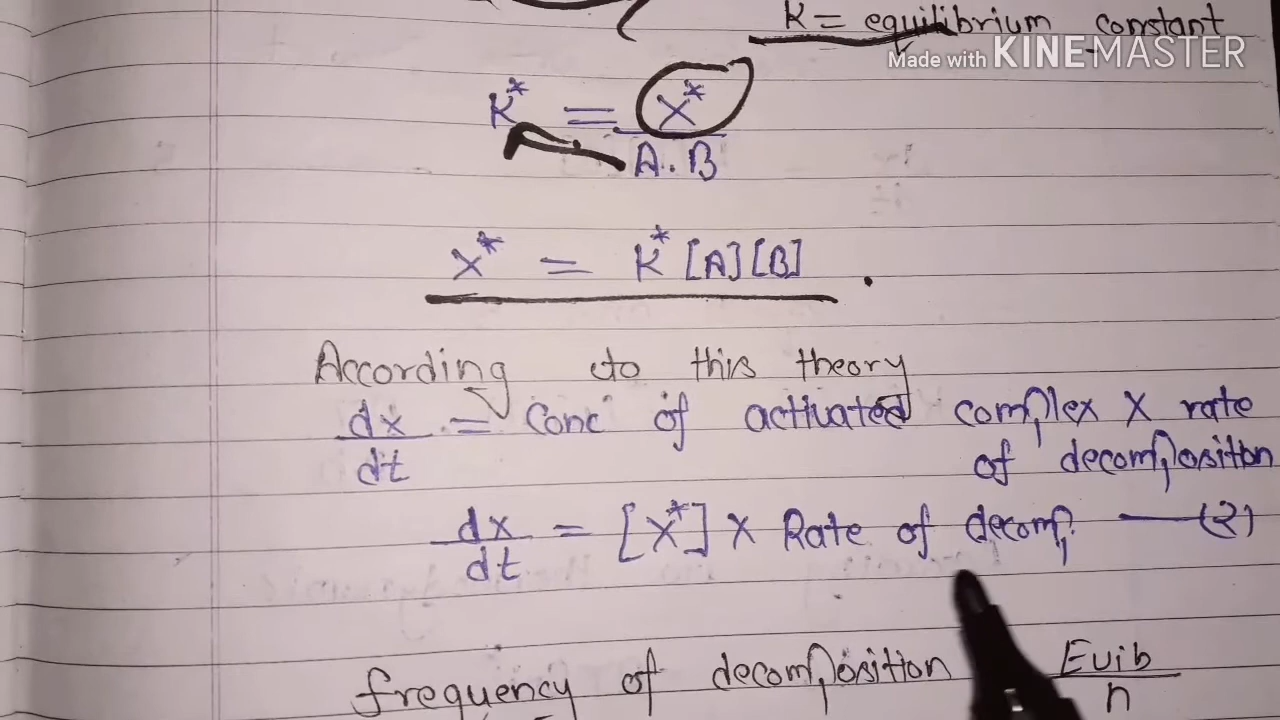 K = equilibrium constant
Made with KINEMASTER
K* = X*
A.B
X* = K* [A][B].
According to this theory
dx = Conc of activated complex X rate
dt
of decomposition
dx = [X*] X Rate of decomp. — (2)
dt
frequency of decomposition Evib
n